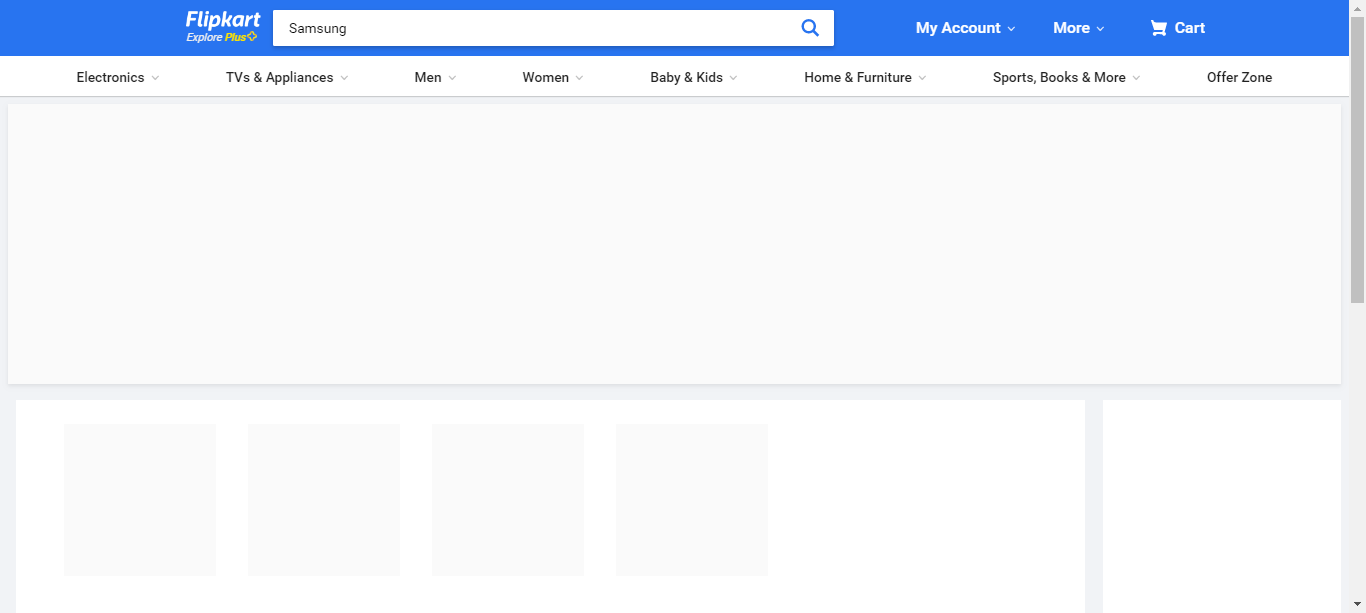 Flipkart
Explore Plus
Samsung
My Account
More
Cart
Electronics
TVs & Appliances
Men
Women
Baby & Kids
Home & Furniture
Sports, Books & More
Offer Zone